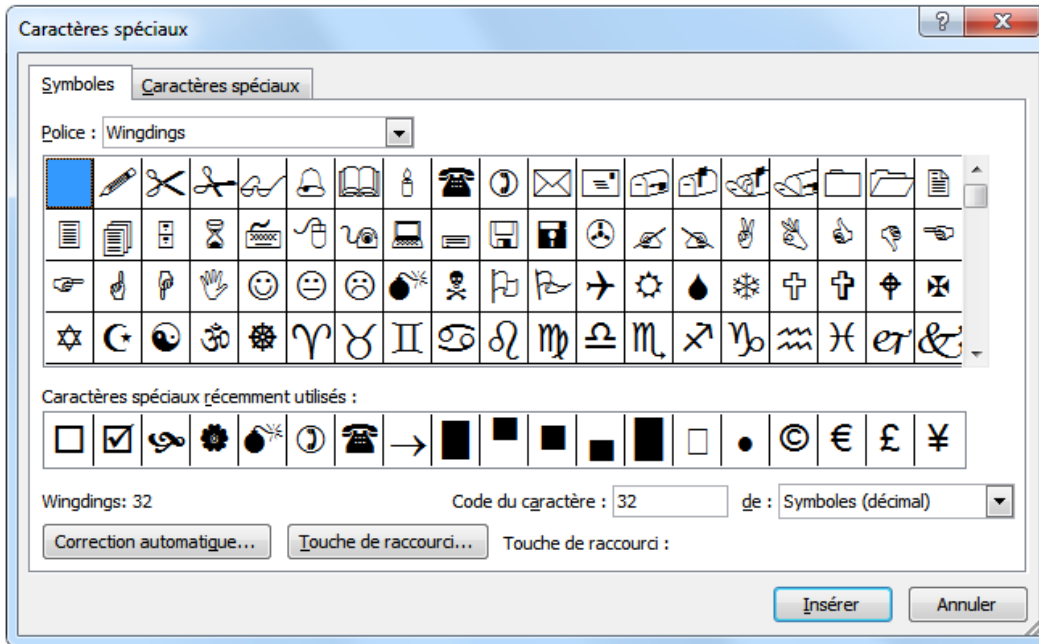 Caractères spéciaux
Symboles Caractères spéciaux
Police : Wingdings
Caractères spéciaux récemment utilisés :
© € £ ¥
Wingdings: 32 Code du caractère : 32 de : Symboles (décimal)
Correction automatique... Touche de raccourci... Touche de raccourci :
Insérer Annuler